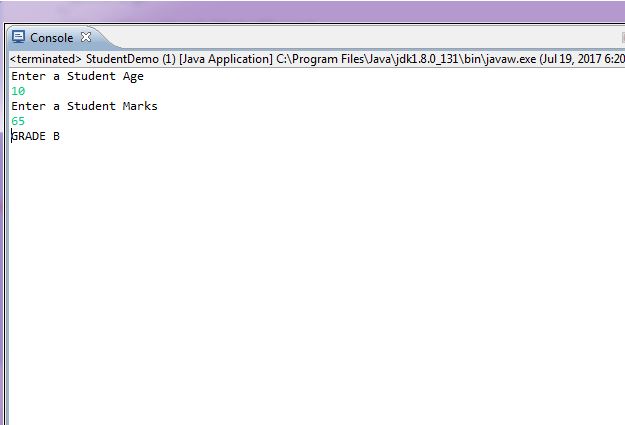 Console
<terminated> StudentDemo (1) [Java Application] C:\Program Files\Java\jdk1.8.0_131\bin\javaw.exe (Jul 19, 2017 6:20
Enter a Student Age
10
Enter a Student Marks
65
GRADE B